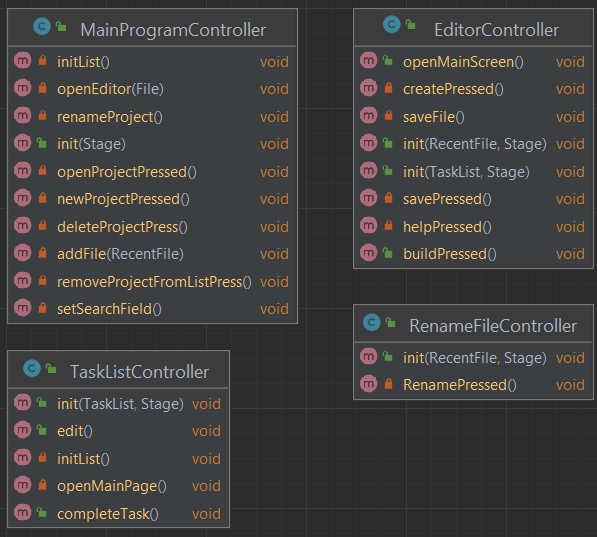 MainProgramController
initList() void
openEditor(File) void
renameProject() void
init(Stage) void
openProjectPressed() void
newProjectPressed() void
deleteProjectPress() void
addFile(RecentFile) void
removeProjectFromListPress() void
setSearchField() void
EditorController
openMainScreen() void
createPressed() void
saveFile() void
init(RecentFile, Stage) void
init(TaskList, Stage) void
savePressed() void
helpPressed() void
buildPressed() void
RenameFileController
init(RecentFile, Stage) void
RenamePressed() void
TaskListController
init(TaskList, Stage) void
edit() void
initList() void
openMainPage() void
completeTask() void